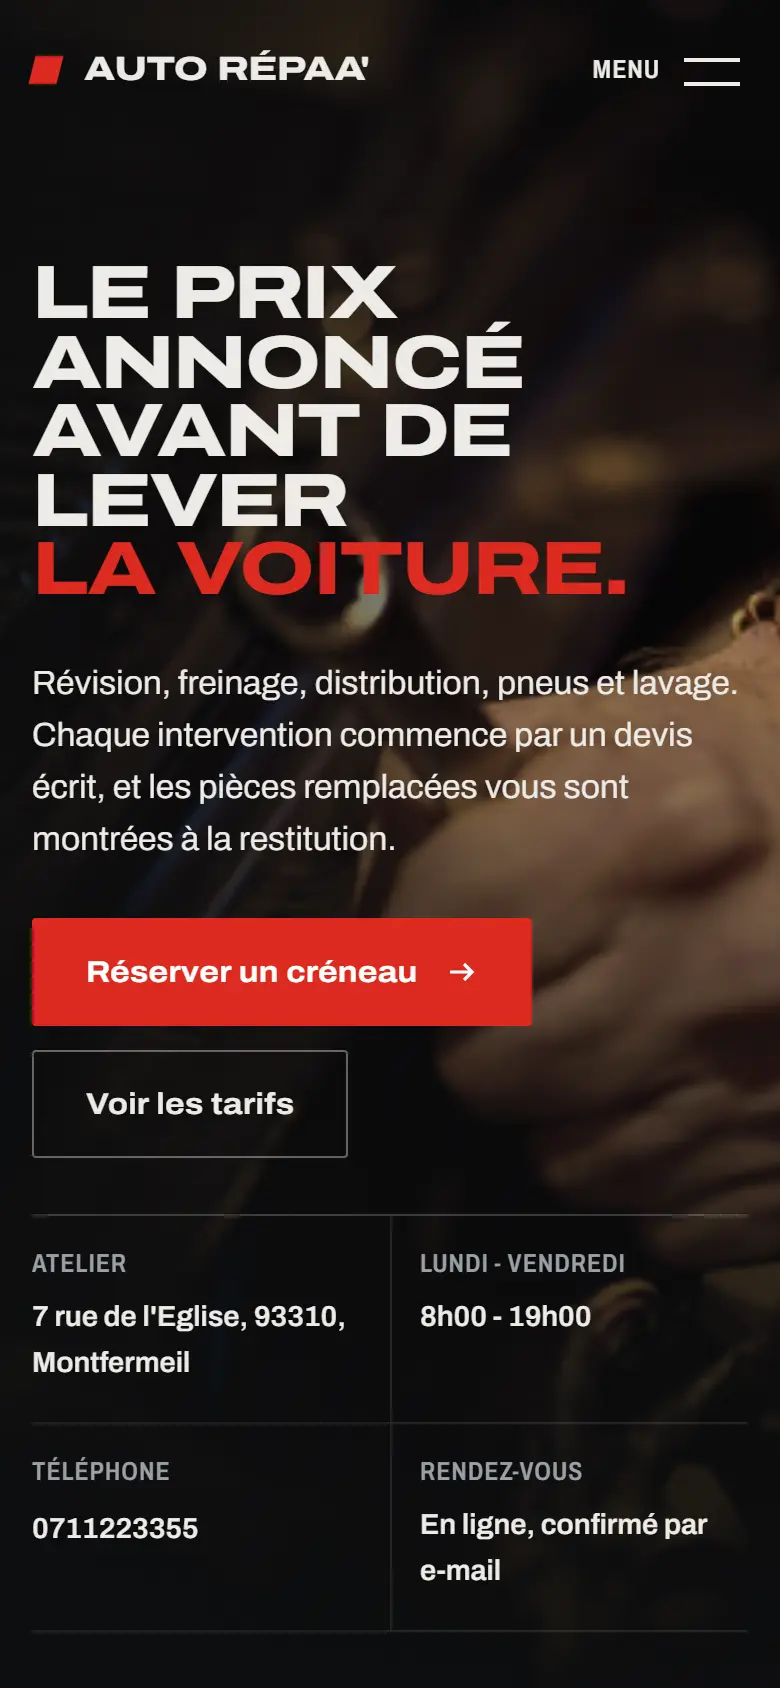 AUTO RÉPAA'
MENU
LE PRIX
ANNONCÉ
AVANT DE
LEVER
LA VOITURE.
Révision, freinage, distribution, pneus et lavage.
Chaque intervention commence par un devis
écrit, et les pièces remplacées vous sont
montrées à la restitution.
Réserver un créneau →
Voir les tarifs
ATELIER
7 rue de l'Eglise, 93310,
Montfermeil
LUNDI - VENDREDI
8h00 - 19h00
TÉLÉPHONE
0711223355
RENDEZ-VOUS
En ligne, confirmé par
e-mail